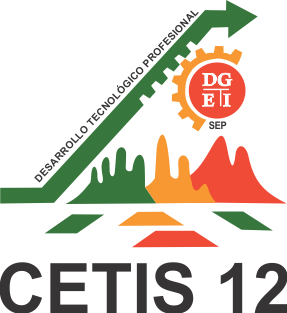 DESARROLLO TECNOLÓGICO PROFESIONAL
DG
ETI
SEP
CETIS 12